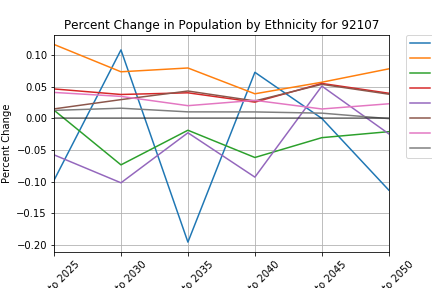 Percent Change in Population by Ethnicity for 92107
Percent Change
0.10
0.05
0.00
−0.05
−0.10
−0.15
−0.20
to 2025
to 2030
to 2035
to 2040
to 2045
to 2050